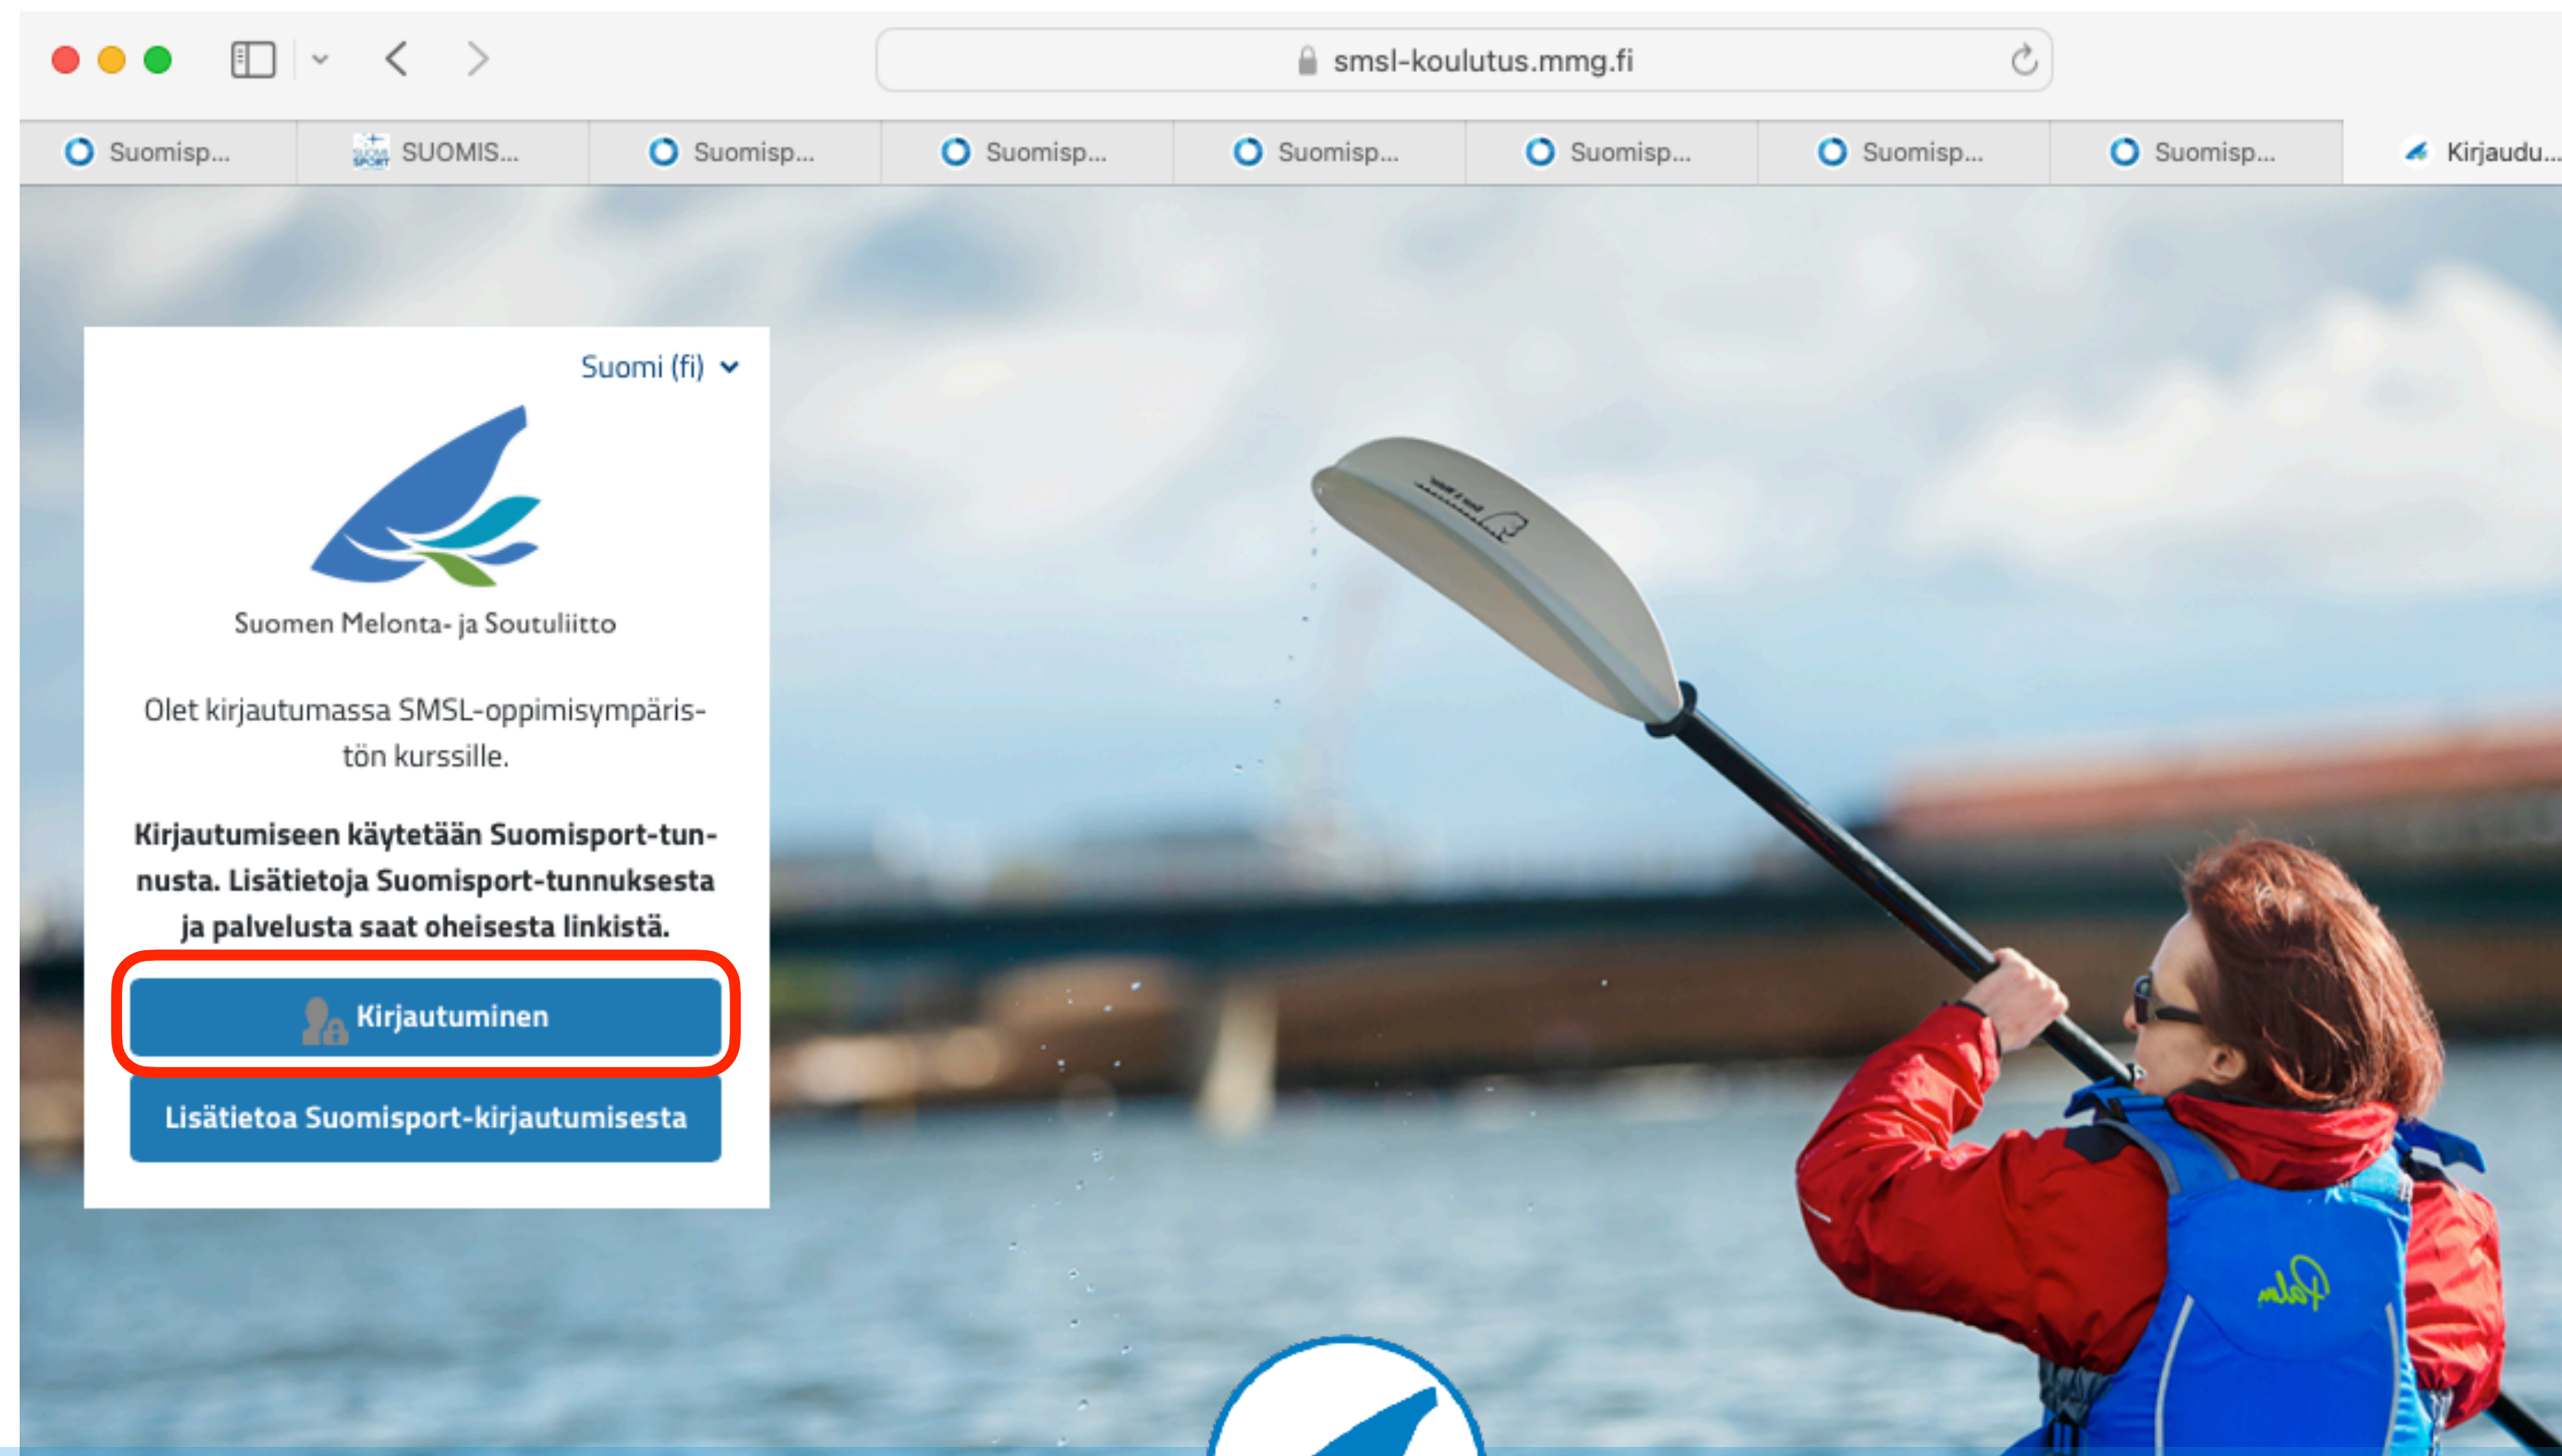 smsl-koulutus.mmg.fi
Suomisp...
SUOMIS...
Suomisp...
Suomisp...
Suomisp...
Suomisp...
Suomisp...
Suomisp...
Kirjaudu...
Suomi (fi)
Suomen Melonta- ja Soutuliitto
Olet kirjautumassa SMSL-oppimisympäris-
tön kurssille.
Kirjautumiseen käytetään Suomisport-tun-
nusta. Lisätietoja Suomisport-tunnuksesta
ja palvelusta saat oheisesta linkistä.
Kirjautuminen
Lisätietoa Suomisport-kirjautumisesta
Palm